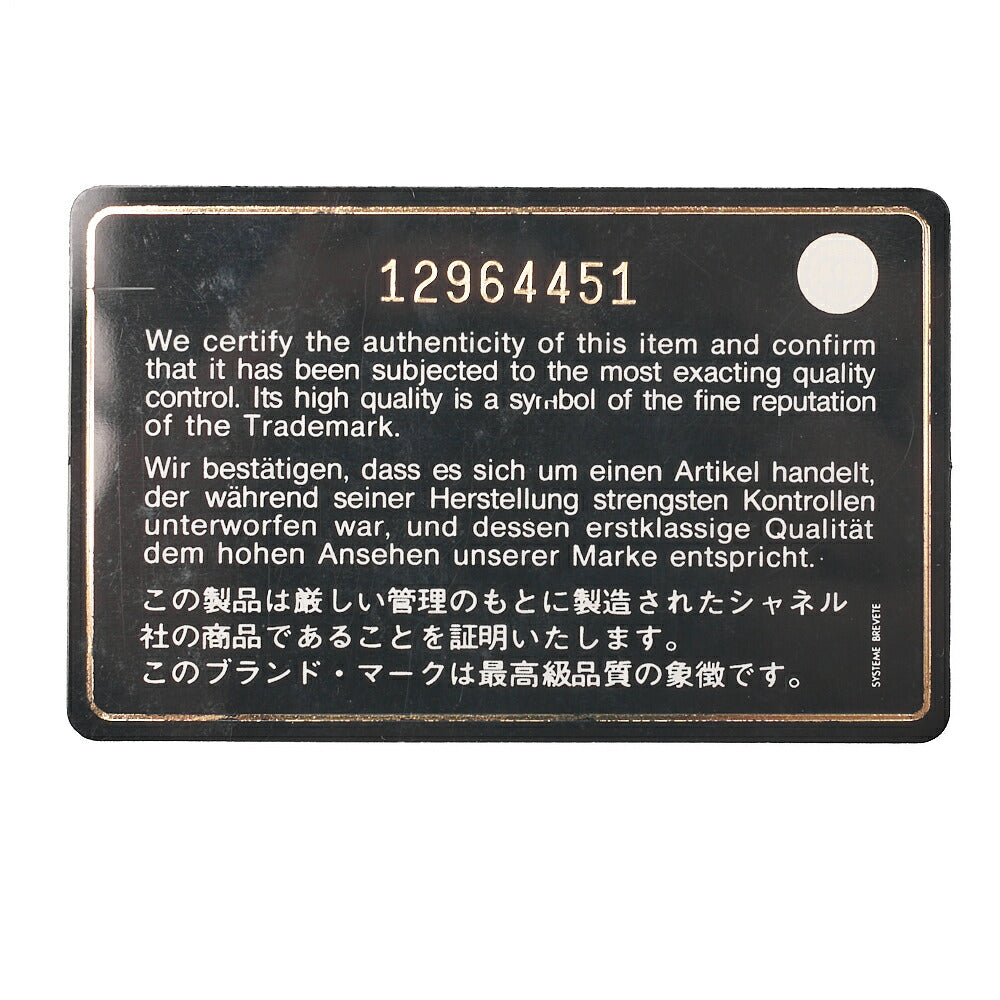 12964451
We certify the authenticity of this item and confirm
that it has been subjected to the most exacting quality
control. Its high quality is a symbol of the fine reputation
of the Trademark.
Wir bestätigen, dass es sich um einen Artikel handelt,
der während seiner Herstellung strengsten Kontrollen
unterworfen war, und dessen erstklassige Qualität
dem hohen Ansehen unserer Marke entspricht.
この製品は厳しい管理のもとに製造されたシャネル
社の商品であることを証明いたします。
このブランド・マークは最高級品質の象徴です。
SYSTEME BREVETE